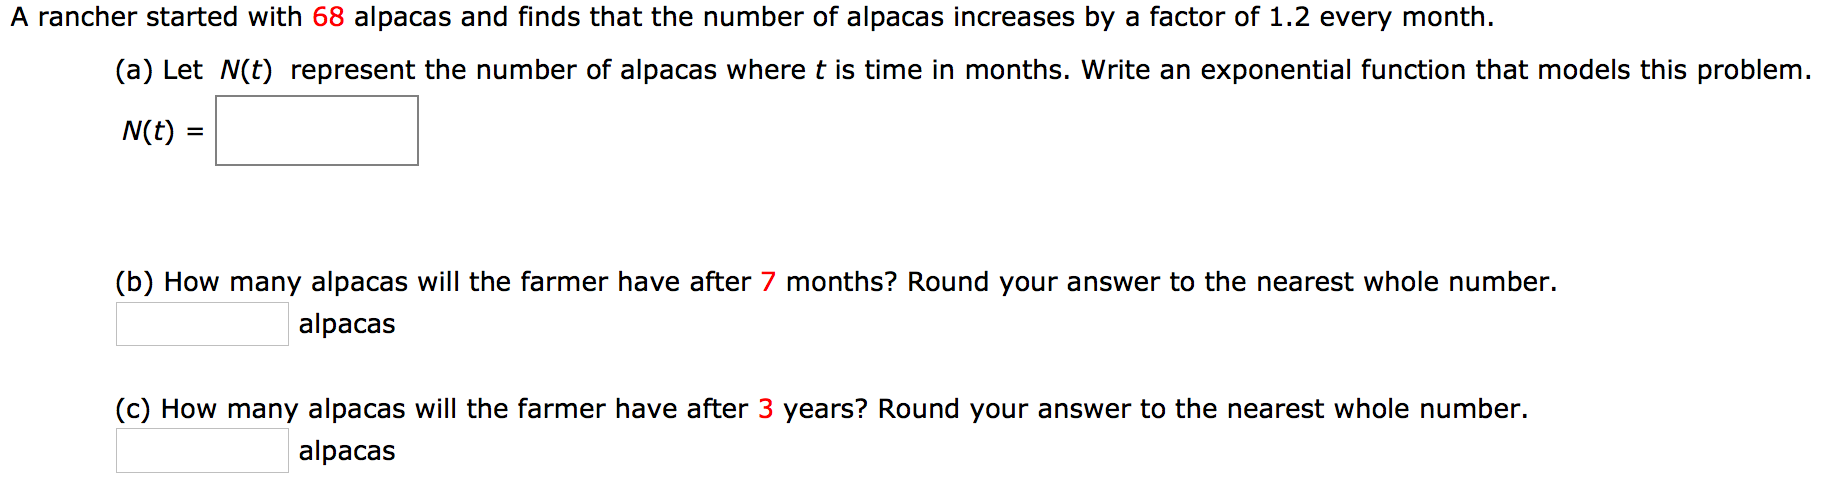 A rancher started with 68 alpacas and finds that the number of alpacas increases by a factor of 1.2 every month.
(a) Let N(t) represent the number of alpacas where t is time in months. Write an exponential function that models this problem.
N(t) =
(b) How many alpacas will the farmer have after 7 months? Round your answer to the nearest whole number.
alpacas
(c) How many alpacas will the farmer have after 3 years? Round your answer to the nearest whole number.
alpacas